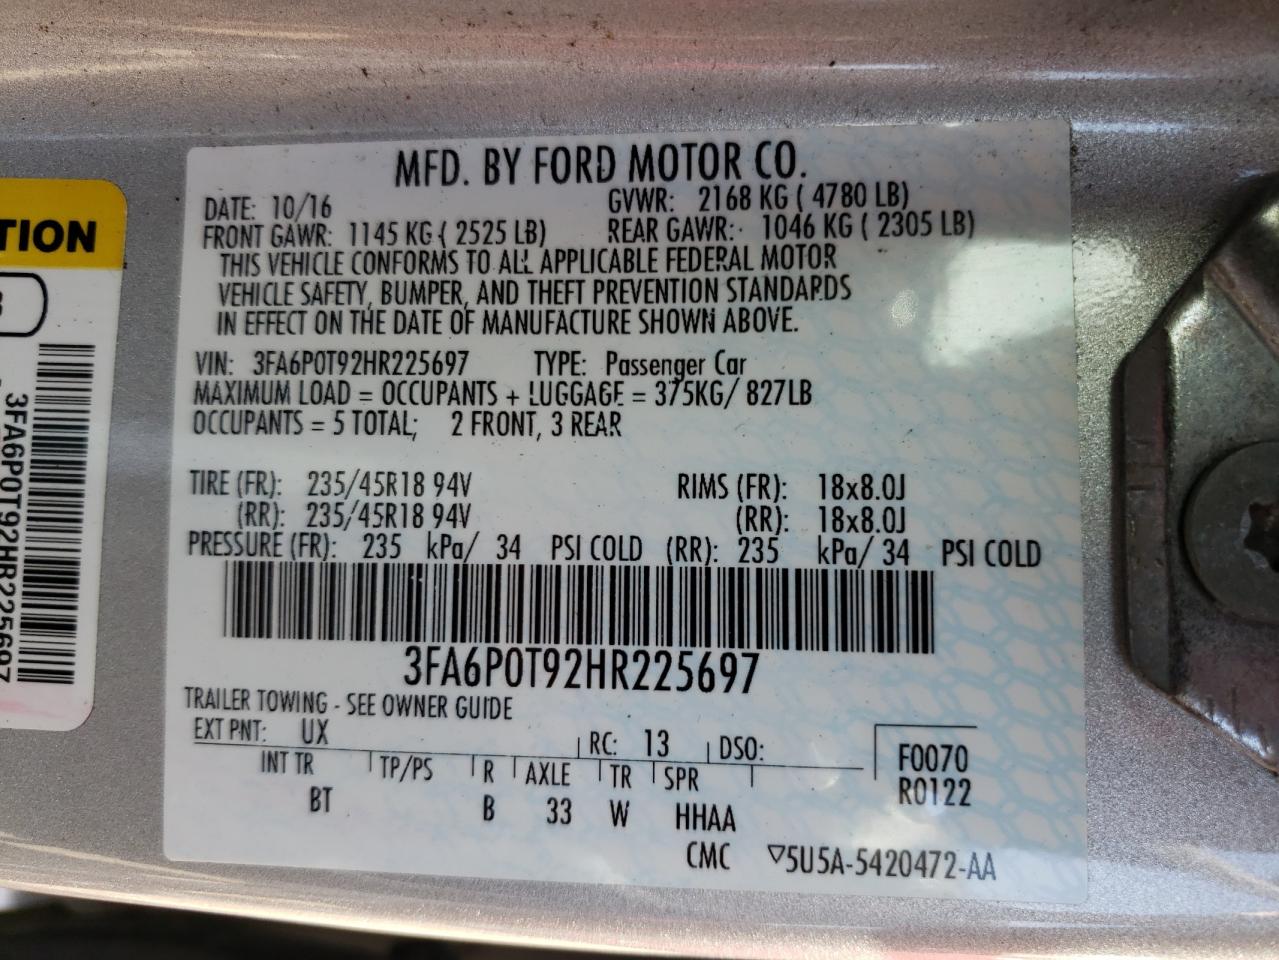 MFD. BY FORD MOTOR CO.
DATE: 10/16 GVWR: 2168 KG ( 4780 LB)
FRONT GAWR: 1145 KG ( 2525 LB) REAR GAWR: 1046 KG ( 2305 LB)
THIS VEHICLE CONFORMS TO ALL APPLICABLE FEDERAL MOTOR
VEHICLE SAFETY, BUMPER, AND THEFT PREVENTION STANDARDS
IN EFFECT ON THE DATE OF MANUFACTURE SHOWN ABOVE.
VIN: 3FA6P0T92HR225697 TYPE: Passenger Car
MAXIMUM LOAD = OCCUPANTS + LUGGAGE = 375KG/ 827LB
OCCUPANTS = 5 TOTAL; 2 FRONT, 3 REAR
TIRE (FR): 235/45R18 94V RIMS (FR): 18x8.0J
(RR): 235/45R18 94V (RR): 18x8.0J
PRESSURE (FR): 235 kPa/ 34 PSI COLD (RR): 235 kPa/ 34 PSI COLD
3FA6P0T92HR225697
TRAILER TOWING - SEE OWNER GUIDE
EXT PNT: UX RC: 13 DSO: F0070
INT TR TP/PS R AXLE TR SPR R0122
BT B 33 W HHAA
CMC ▽5U5A-5420472-AA
TION
3FA6P0T92HR225697